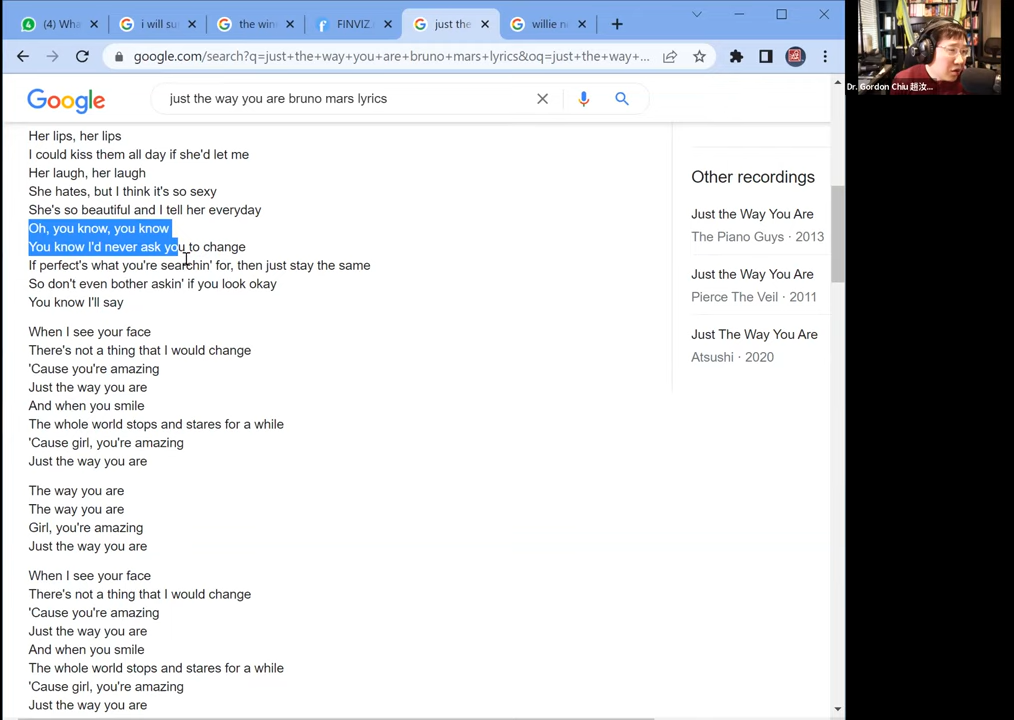 (4) Wha
i will su
the win
FINVIZ
just the
willie n
google.com/search?q=just+the+way+you+are+bruno+mars+lyrics&oq=just+the+way+...
Google
just the way you are bruno mars lyrics
Dr. Gordon Chiu 趙汝...
Her lips, her lips
I could kiss them all day if she'd let me
Her laugh, her laugh
She hates, but I think it's so sexy
She's so beautiful and I tell her everyday
Oh, you know, you know
You know I'd never ask you to change
If perfect's what you're searchin' for, then just stay the same
So don't even bother askin' if you look okay
You know I'll say
When I see your face
There's not a thing that I would change
'Cause you're amazing
Just the way you are
And when you smile
The whole world stops and stares for a while
'Cause girl, you're amazing
Just the way you are
The way you are
The way you are
Girl, you're amazing
Just the way you are
When I see your face
There's not a thing that I would change
'Cause you're amazing
Just the way you are
And when you smile
The whole world stops and stares for a while
'Cause girl, you're amazing
Just the way you are
Other recordings
Just the Way You Are
The Piano Guys · 2013
Just the Way You Are
Pierce The Veil · 2011
Just The Way You Are
Atsushi · 2020